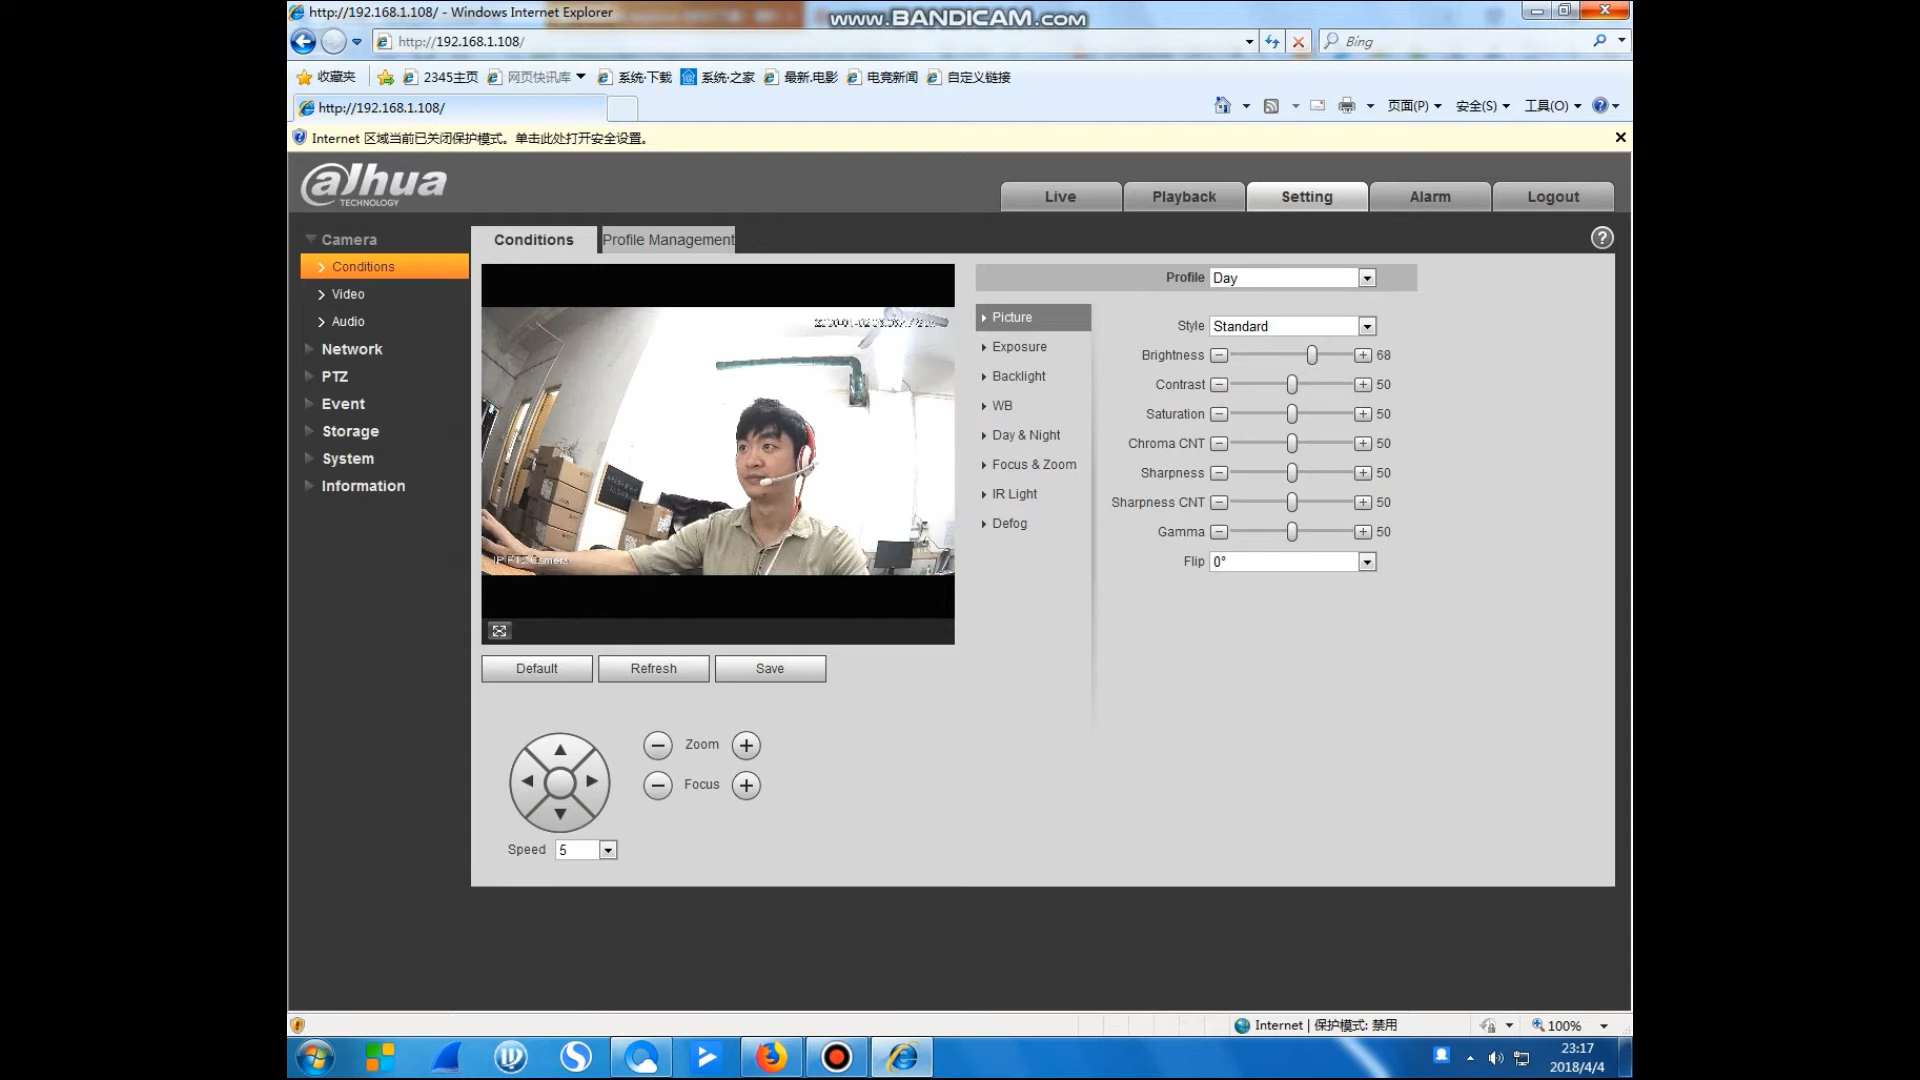 http://192.168.1.108/ - Windows Internet Explorer
www.BANDICAM.com
http://192.168.1.108/
Bing
收藏夹
2345主页
网页快讯库
系统·下载
系统·之家
最新.电影
电竞新闻
自定义链接
http://192.168.1.108/
页面(P)
安全(S)
工具(O)
Internet 区域当前已关闭保护模式。单击此处打开安全设置。
alhua
TECHNOLOGY
Live
Playback
Setting
Alarm
Logout
Camera
Conditions
Video
Audio
Network
PTZ
Event
Storage
System
Information
Conditions
Profile Management
IP PTZ Camera
Default
Refresh
Save
Zoom
Focus
Speed 5
Profile Day
Picture
Exposure
Backlight
WB
Day & Night
Focus & Zoom
IR Light
Defog
Style Standard
Brightness 68
Contrast 50
Saturation 50
Chroma CNT 50
Sharpness 50
Sharpness CNT 50
Gamma 50
Flip 0°
Internet | 保护模式: 禁用
100%
23:17
2018/4/4